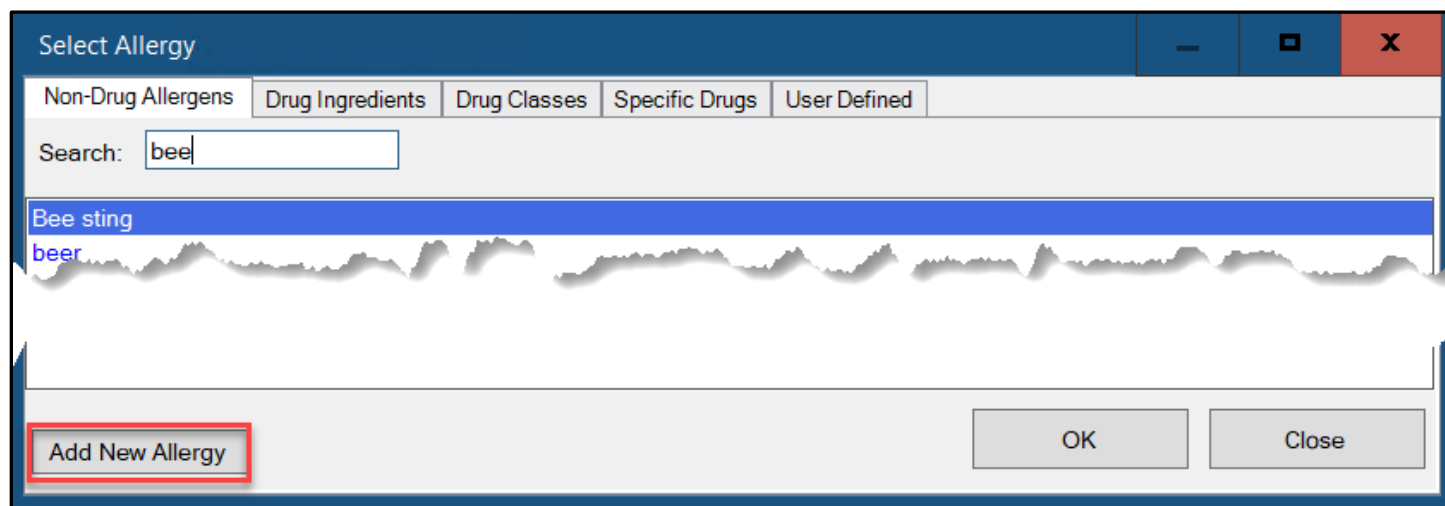 Select Allergy
Non-Drug Allergens Drug Ingredients Drug Classes Specific Drugs User Defined
Search: bee
Bee sting
beer
Add New Allergy OK Close